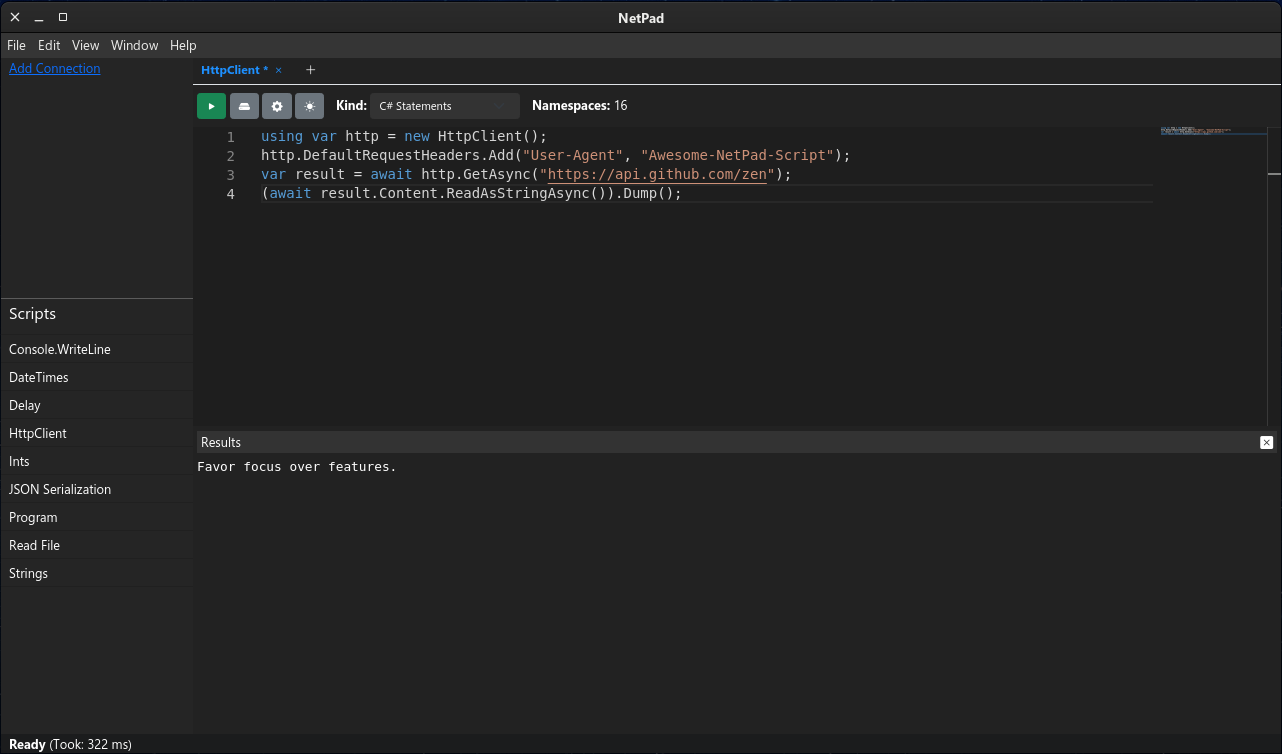 NetPad
File Edit View Window Help
Add Connection
HttpClient *
Kind: C# Statements Namespaces: 16
1 using var http = new HttpClient();
2 http.DefaultRequestHeaders.Add("User-Agent", "Awesome-NetPad-Script");
3 var result = await http.GetAsync("https://api.github.com/zen");
4 (await result.Content.ReadAsStringAsync()).Dump();
Scripts
Console.WriteLine
DateTimes
Delay
HttpClient
Ints
JSON Serialization
Program
Read File
Strings
Results
Favor focus over features.
Ready (Took: 322 ms)